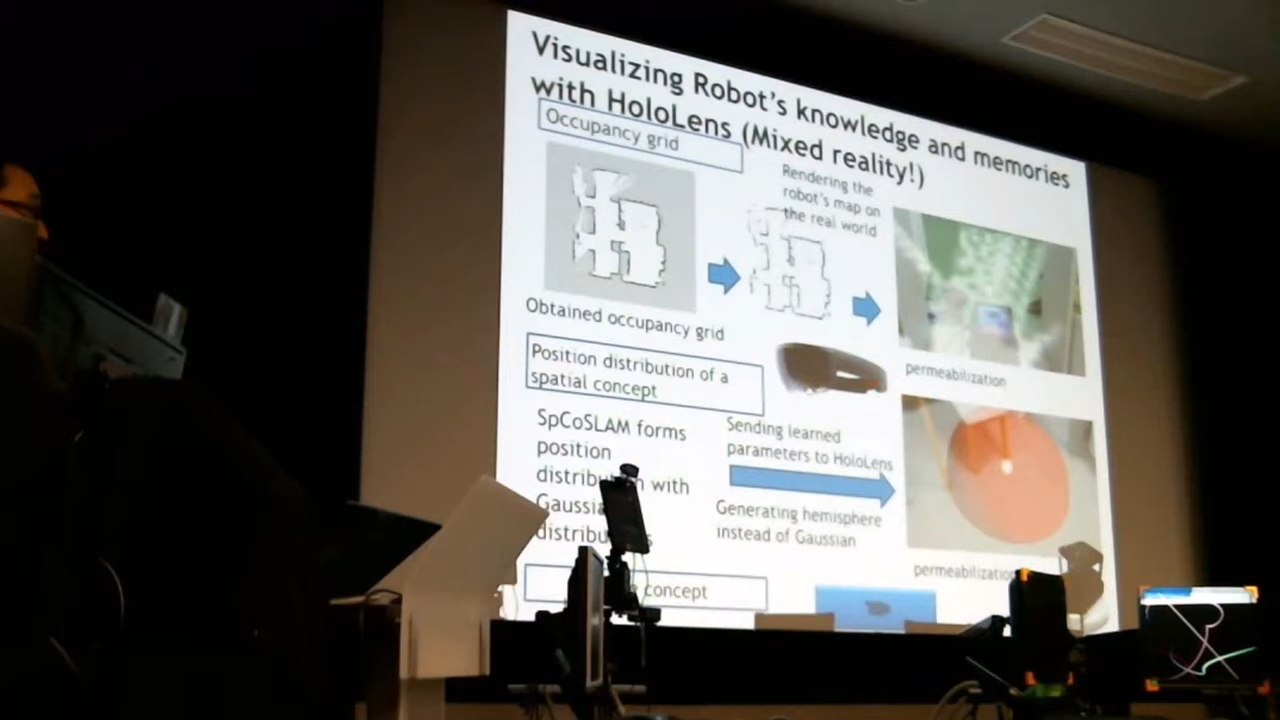 Visualizing Robot's knowledge and memories
with HoloLens (Mixed reality!)
Occupancy grid
Rendering the
robot's map on
the real world
Obtained occupancy grid
permeabilization
Position distribution of a
spatial concept
SpCoSLAM forms
position
with
Sending learned
parameters to HoloLens
Generating hemisphere
instead of Gaussian
permeabilization
concept